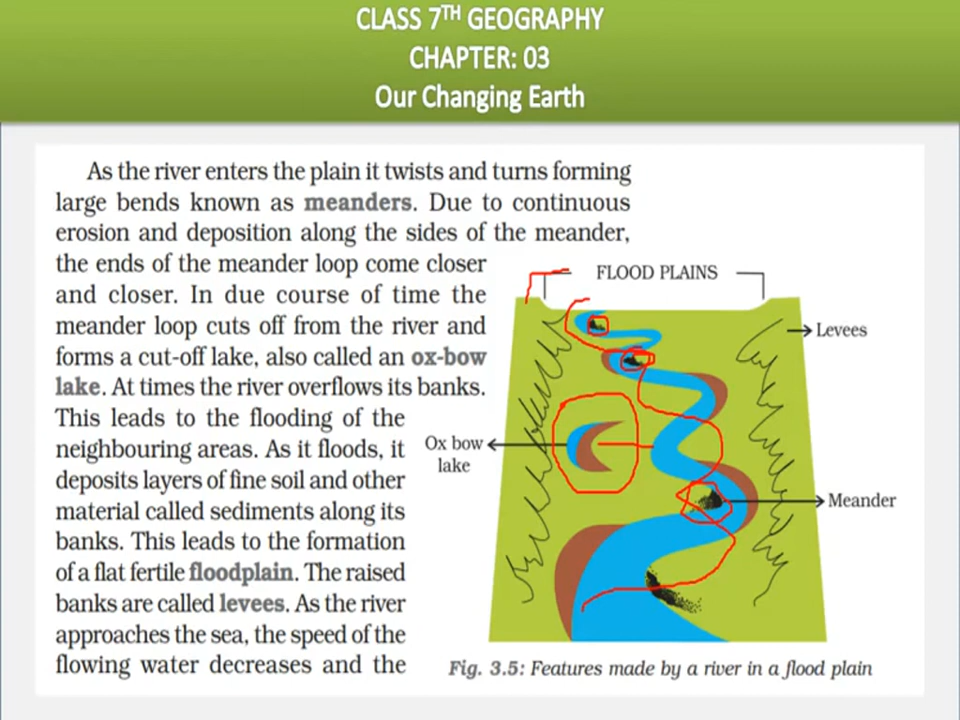 CLASS 7TH GEOGRAPHY
CHAPTER: 03
Our Changing Earth
As the river enters the plain it twists and turns forming
large bends known as meanders. Due to continuous
erosion and deposition along the sides of the meander,
the ends of the meander loop come closer
and closer. In due course of time the
meander loop cuts off from the river and
forms a cut-off lake, also called an ox-bow
lake. At times the river overflows its banks.
This leads to the flooding of the
neighbouring areas. As it floods, it
deposits layers of fine soil and other
material called sediments along its
banks. This leads to the formation
of a flat fertile floodplain. The raised
banks are called levees. As the river
approaches the sea, the speed of the
flowing water decreases and the
FLOOD PLAINS
Levees
Ox bow
lake
Meander
Fig. 3.5: Features made by a river in a flood plain